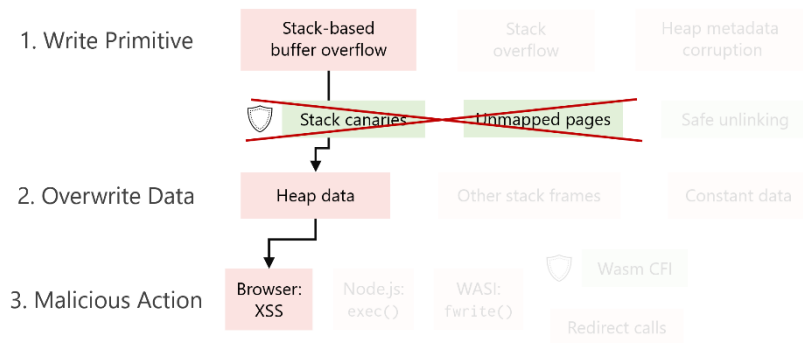 1. Write Primitive
Stack-based
buffer overflow
Stack
overflow
Heap metadata
corruption
Stack canaries
Unmapped pages
Safe unlinking
2. Overwrite Data
Heap data
Other stack frames
Constant data
3. Malicious Action
Browser:
XSS
Node.js:
exec()
WASI:
fwrite()
Wasm CFI
Redirect calls